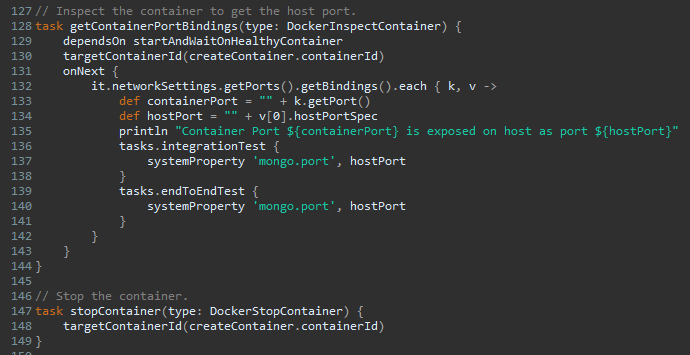 127 // Inspect the container to get the host port.
128 task getContainerPortBindings(type: DockerInspectContainer) {
129     dependsOn startAndWaitOnHealthyContainer
130     targetContainerId(createContainer.containerId)
131     onNext {
132         it.networkSettings.getPorts().getBindings().each { k, v ->
133             def containerPort = "" + k.getPort()
134             def hostPort = "" + v[0].hostPortSpec
135             println "Container Port ${containerPort} is exposed on host as port ${hostPort}"
136             tasks.integrationTest {
137                 systemProperty 'mongo.port', hostPort
138             }
139             tasks.endToEndTest {
140                 systemProperty 'mongo.port', hostPort
141             }
142         }
143     }
144 }
145
146 // Stop the container.
147 task stopContainer(type: DockerStopContainer) {
148     targetContainerId(createContainer.containerId)
149 }